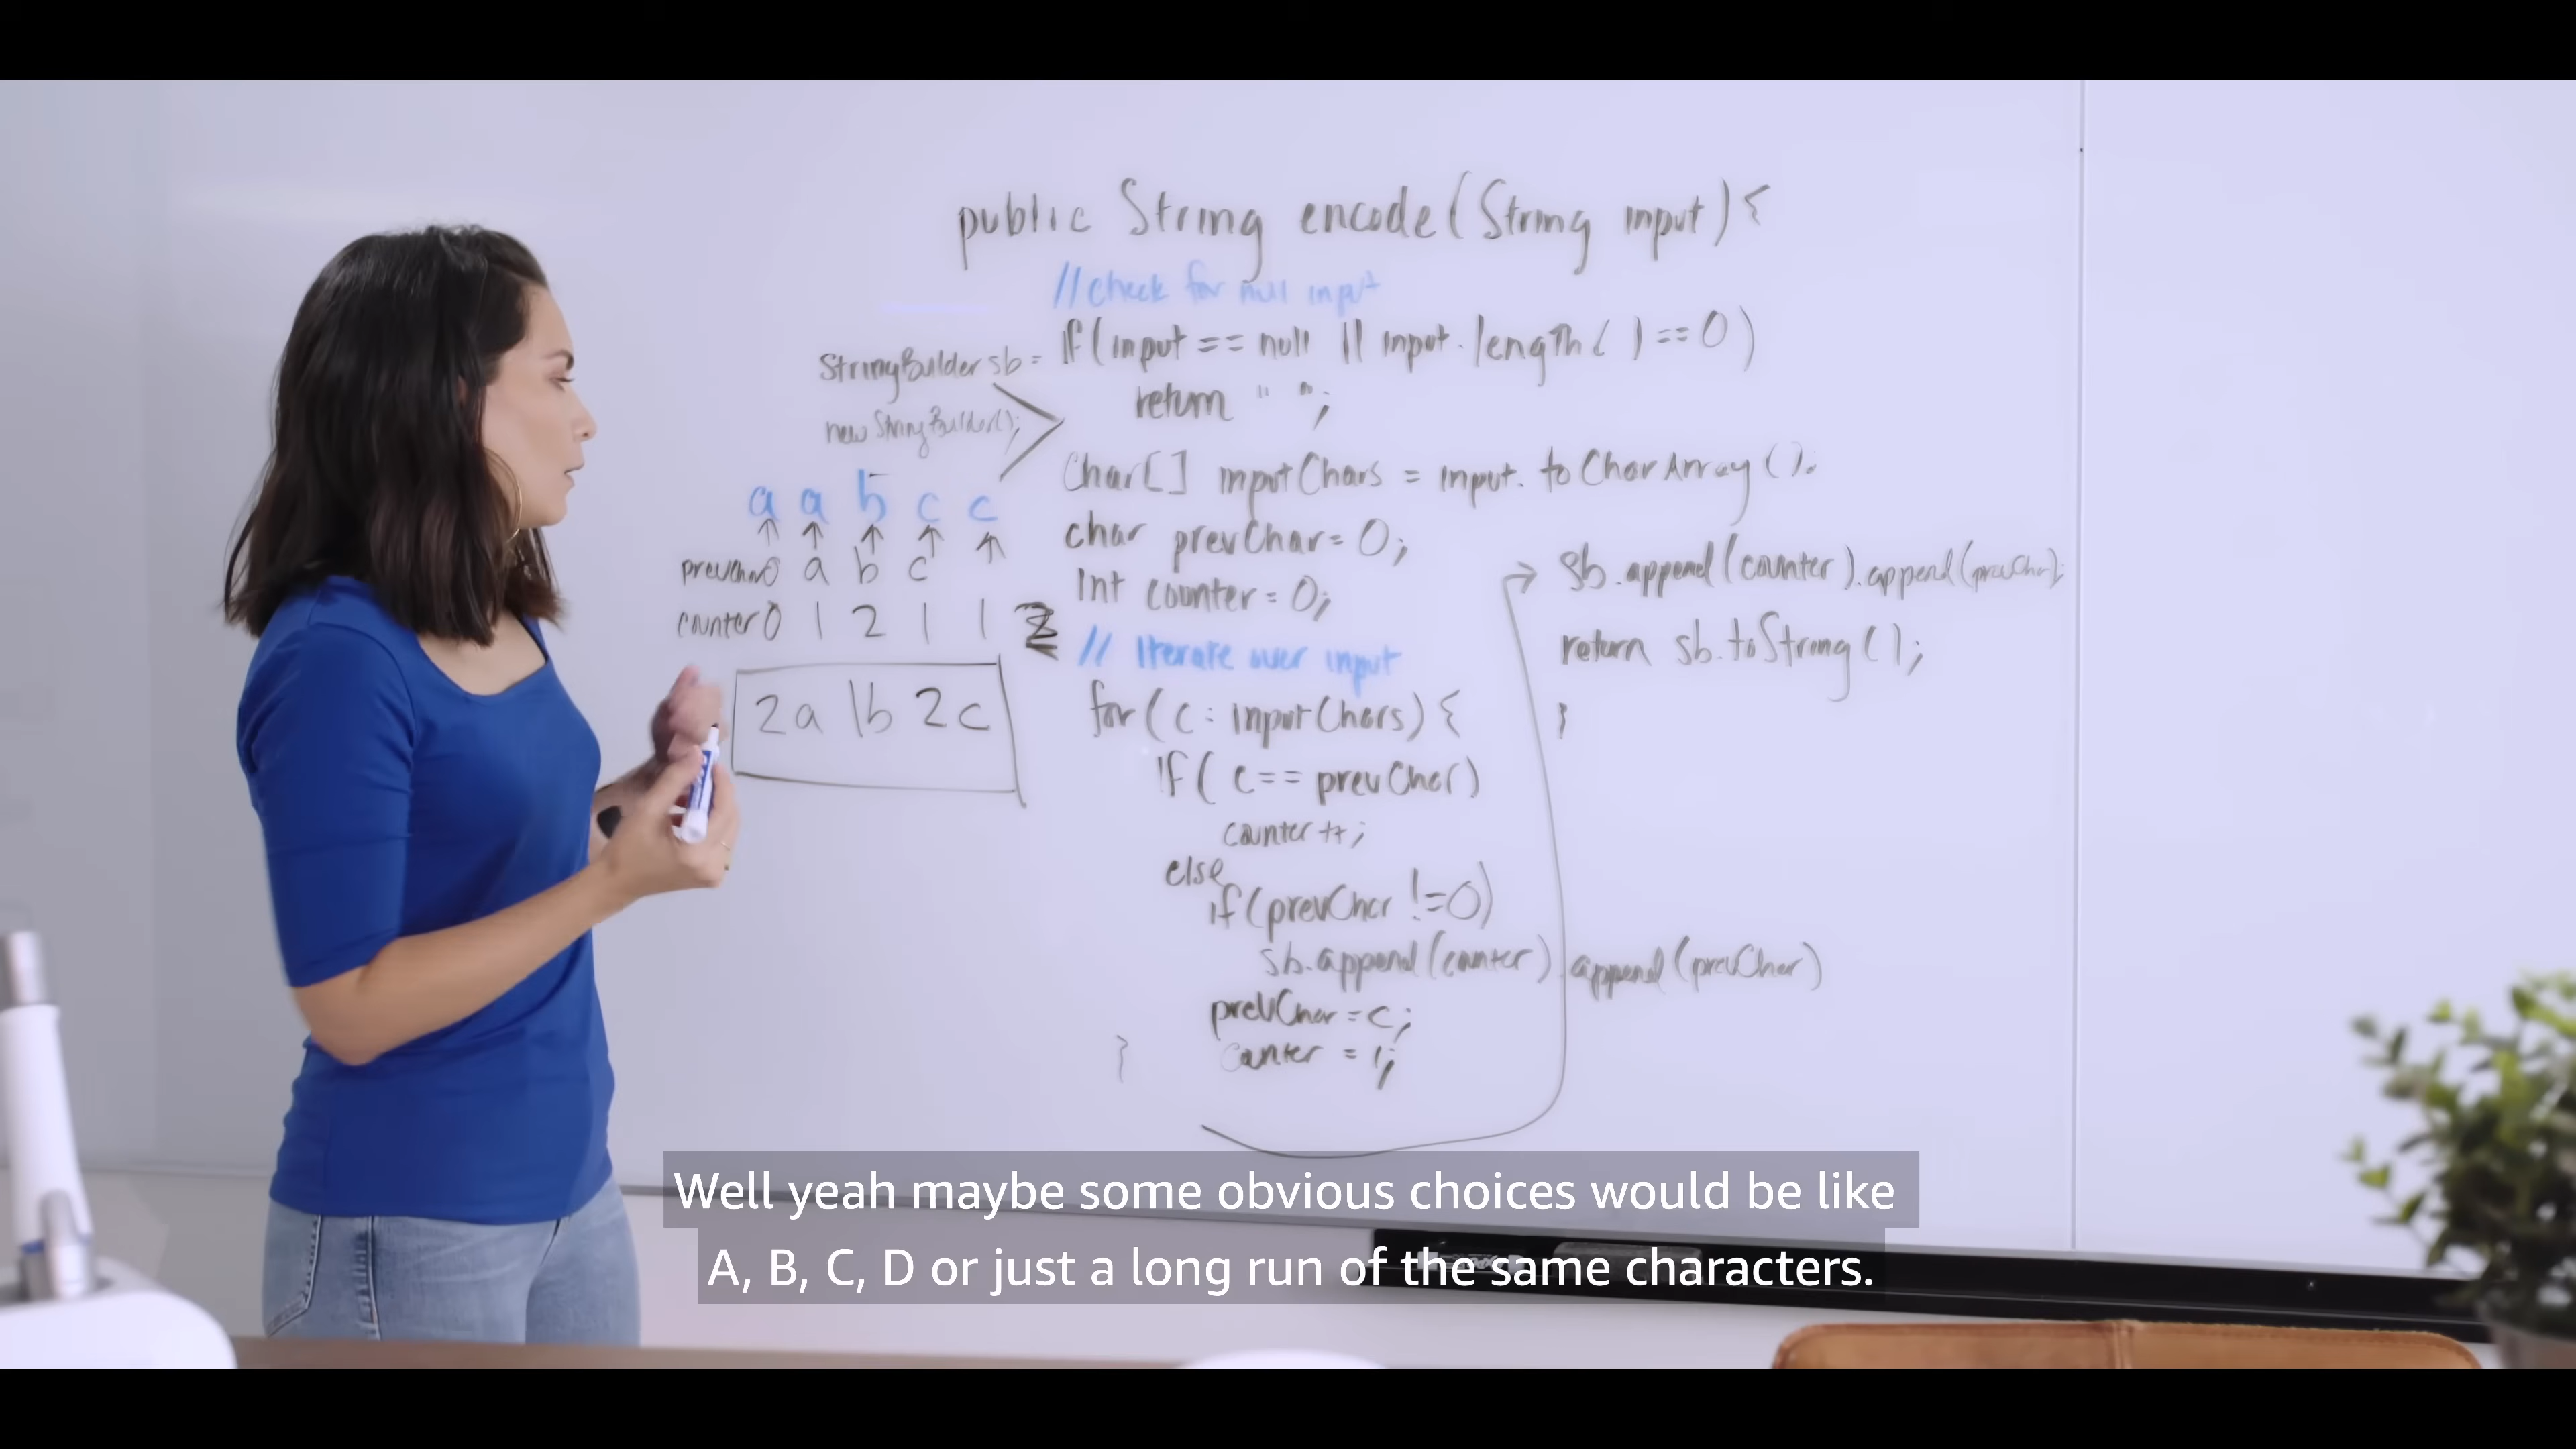 public String encode(String input){
//check for null input
StringBuilder sb =
new StringBuilder();
if(input == null || input.length( ) == 0)
return " ";
Char[] inputChars = input.toCharArray().
char prevChar = 0;
int counter = 0;
// iterate over input
for( c : inputChars) {
if( c == prevChar)
counter++;
else
if(prevChar !=0)
sb.append(counter).append(prevChar)
prevChar = c;
counter = 1;
}
sb.append(counter).append(prevChar);
return sb.toString();
}
a a b c c
prevChar0 a b c
counter 0 1 2 1 1 2
2a 1b 2c
Well yeah maybe some obvious choices would be like
A, B, C, D or just a long run of the same characters.